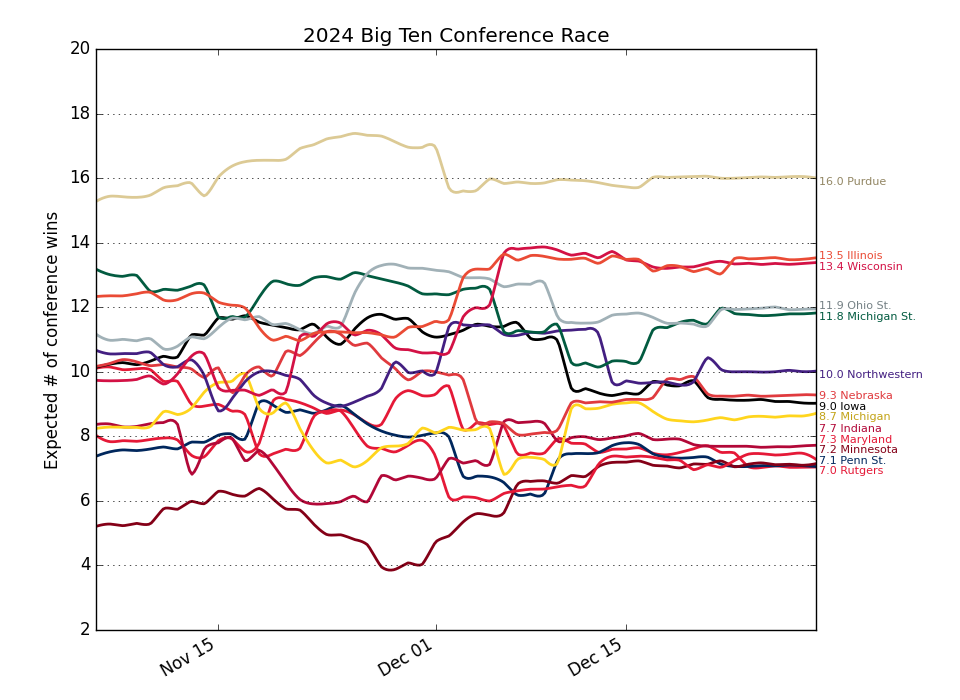 2024 Big Ten Conference Race
Expected # of conference wins
20
18
16
14
12
10
8
6
4
2
Nov 15
Dec 01
Dec 15
16.0 Purdue
13.5 Illinois
13.4 Wisconsin
11.9 Ohio St.
11.8 Michigan St.
10.0 Northwestern
9.3 Nebraska
9.0 Iowa
8.7 Michigan
7.7 Indiana
7.3 Maryland
7.2 Minnesota
7.1 Penn St.
7.0 Rutgers